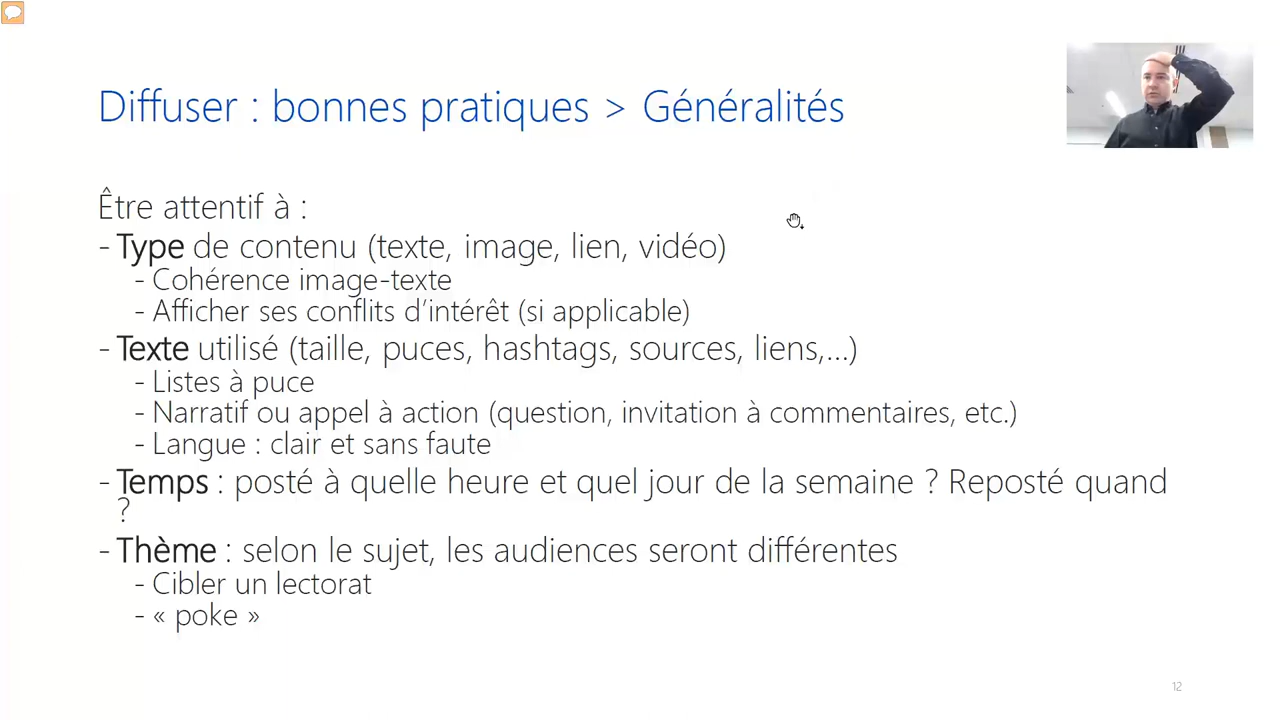 Diffuser : bonnes pratiques > Généralités
Être attentif à :
- Type de contenu (texte, image, lien, vidéo)
- Cohérence image-texte
- Afficher ses conflits d’intérêt (si applicable)
- Texte utilisé (taille, puces, hashtags, sources, liens,...)
- Listes à puce
- Narratif ou appel à action (question, invitation à commentaires, etc.)
- Langue : clair et sans faute
- Temps : posté à quelle heure et quel jour de la semaine ? Reposté quand
?
- Thème : selon le sujet, les audiences seront différentes
- Cibler un lectorat
- « poke »
12